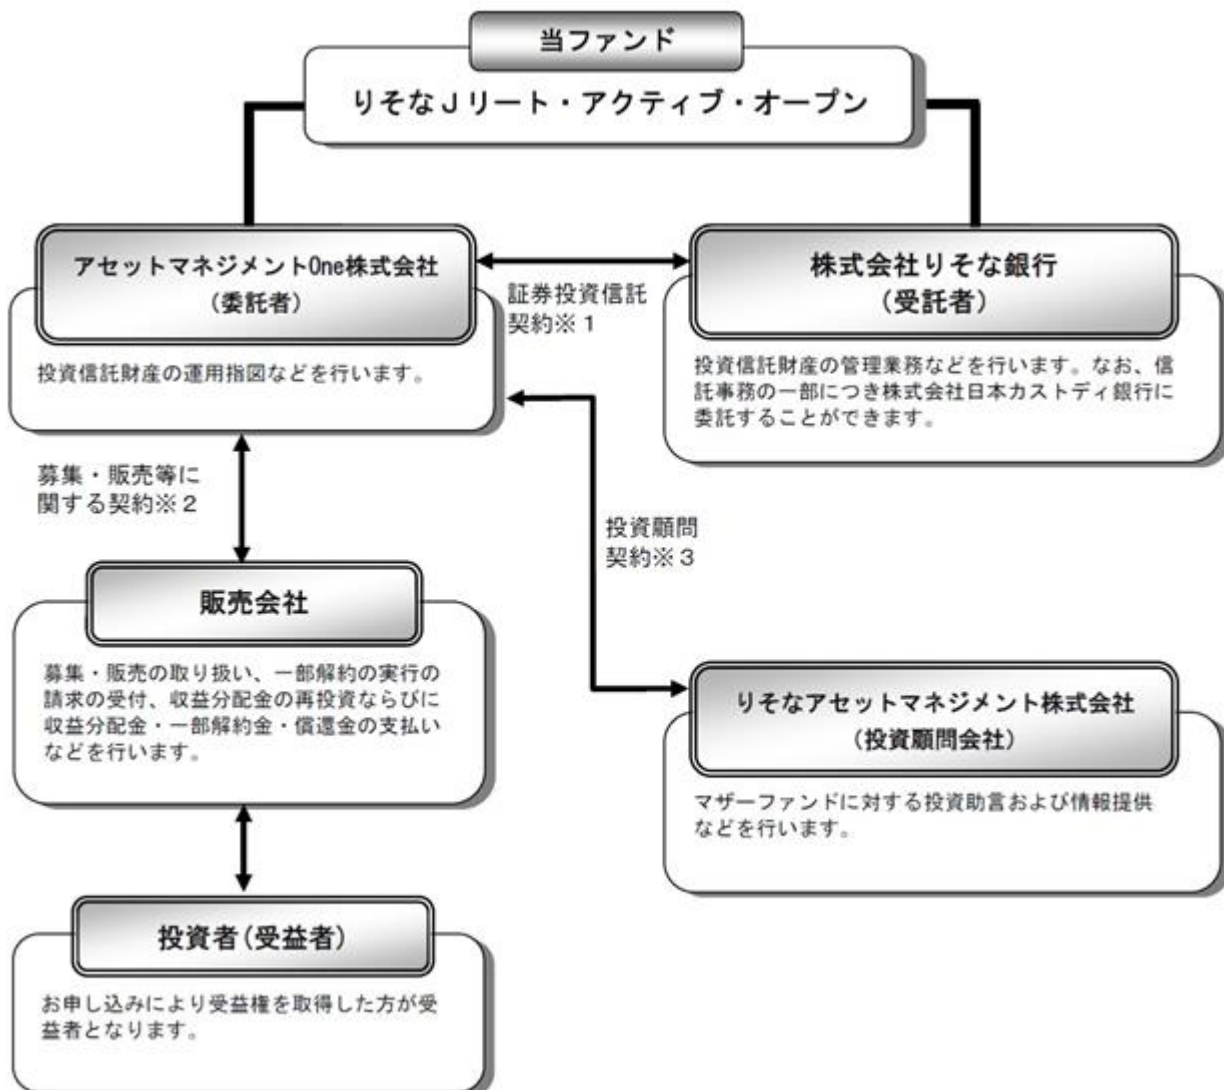 当ファンド
りそなJリート・アクティブ・オープン
アセットマネジメントOne株式会社
(委託者)
投資信託財産の運用指図などを行います。
証券投資信託
契約※1
株式会社りそな銀行
(受託者)
投資信託財産の管理業務などを行います。なお、信
託事務の一部につき株式会社日本カストディ銀行に
委託することができます。
募集・販売等に
関する契約※2
投資顧問
契約※3
販売会社
募集・販売の取り扱い、一部解約の実行の
請求の受付、収益分配金の再投資ならびに
収益分配金・一部解約金・償還金の支払い
などを行います。
りそなアセットマネジメント株式会社
(投資顧問会社)
マザーファンドに対する投資助言および情報提供
などを行います。
投資者(受益者)
お申し込みにより受益権を取得した方が受
益者となります。